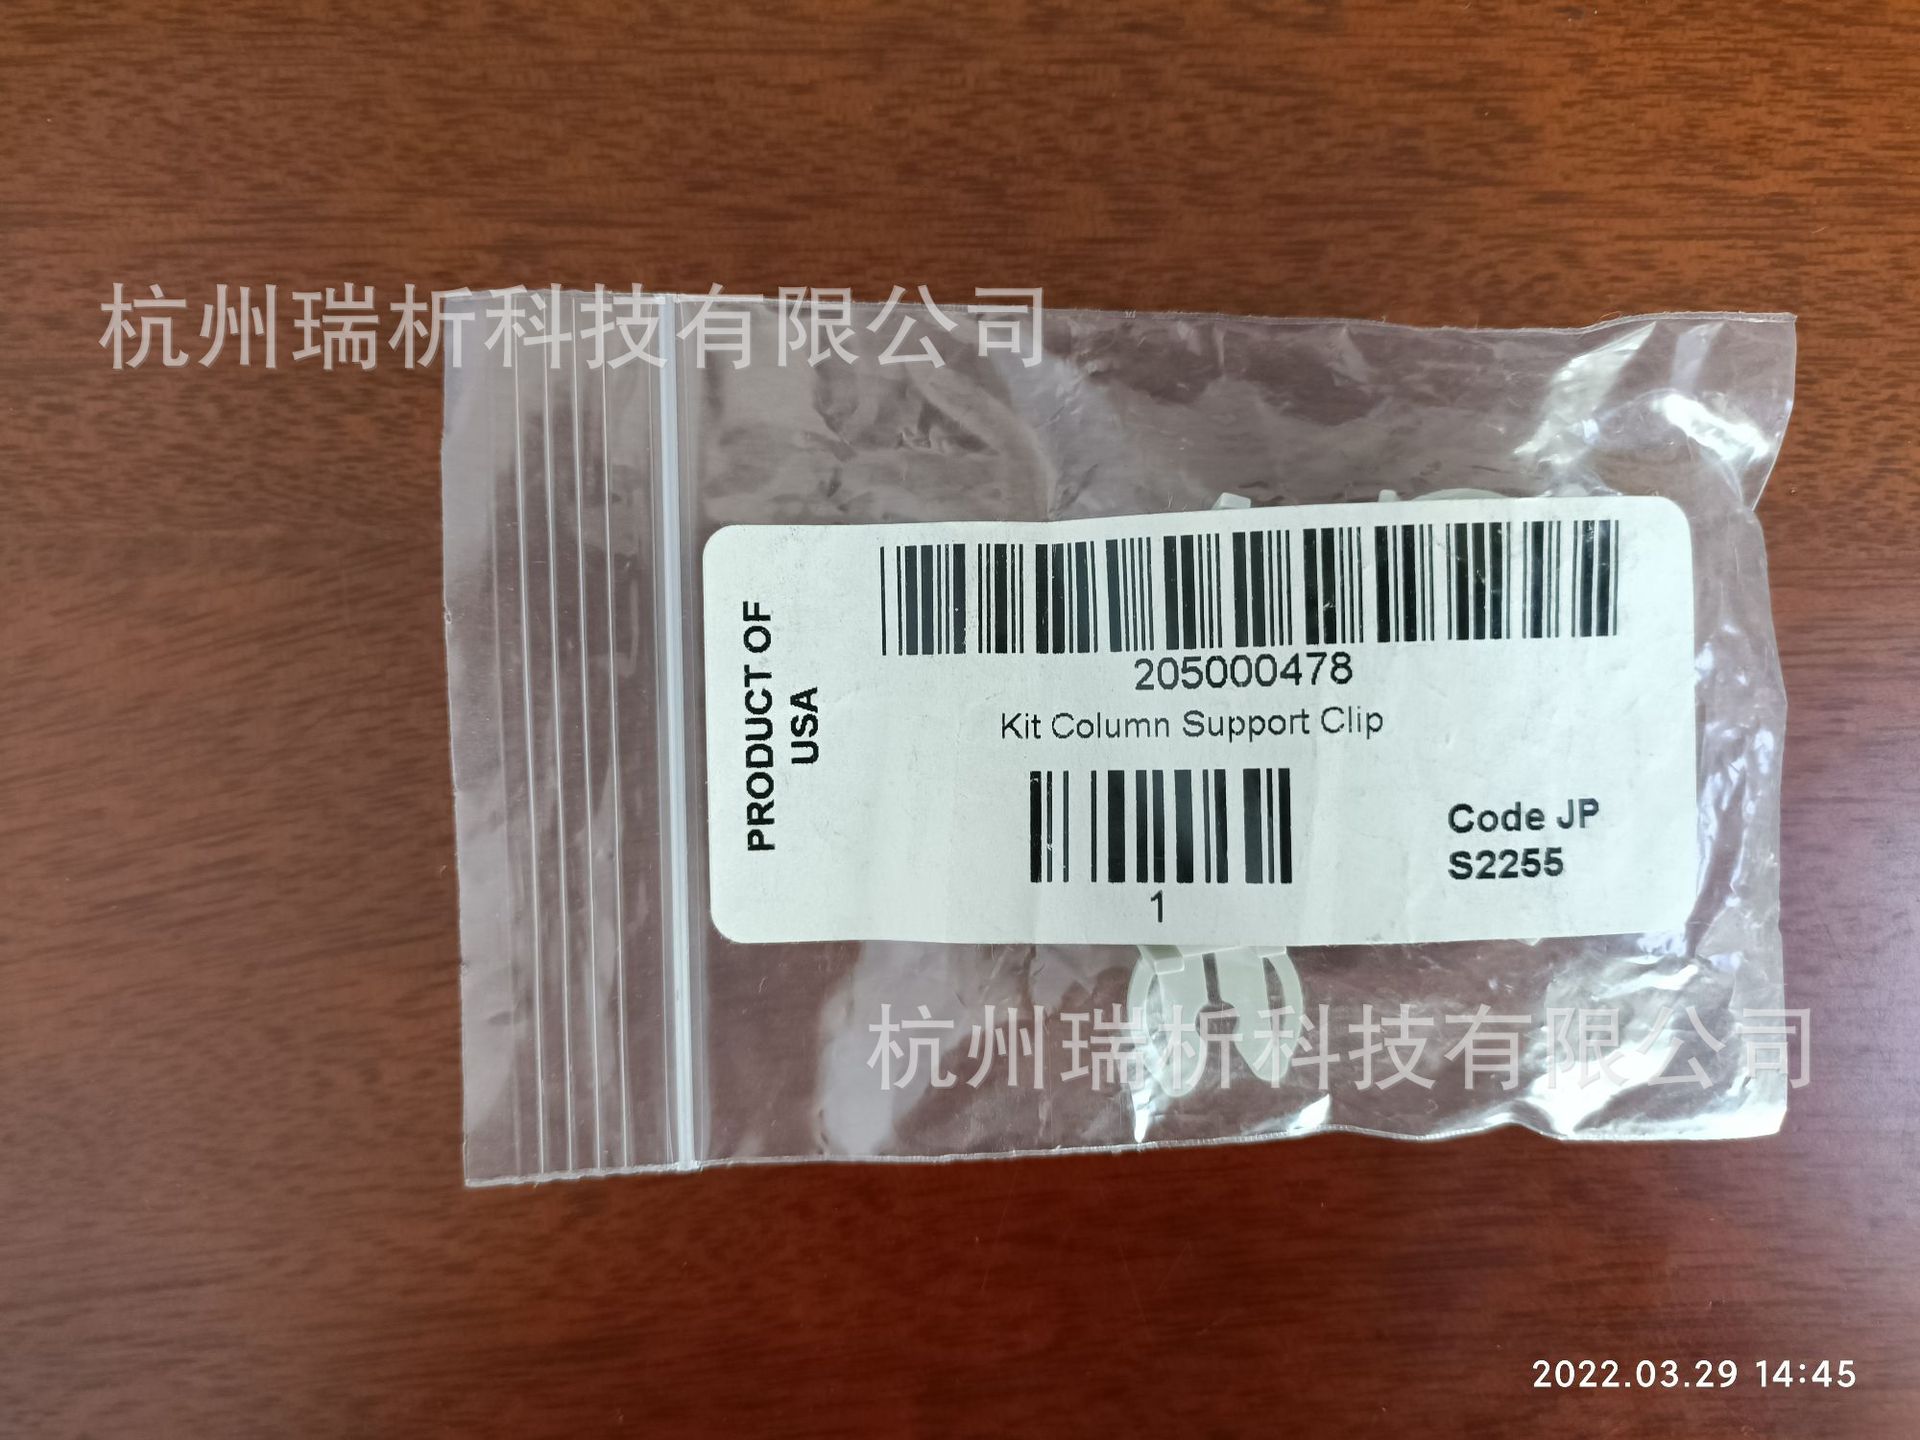 杭州瑞析科技有限公司
PRODUCT OF
USA
205000478
Kit Column Support Clip
1
Code JP
S2255
杭州瑞析科技有限公司
2022.03.29 14:45